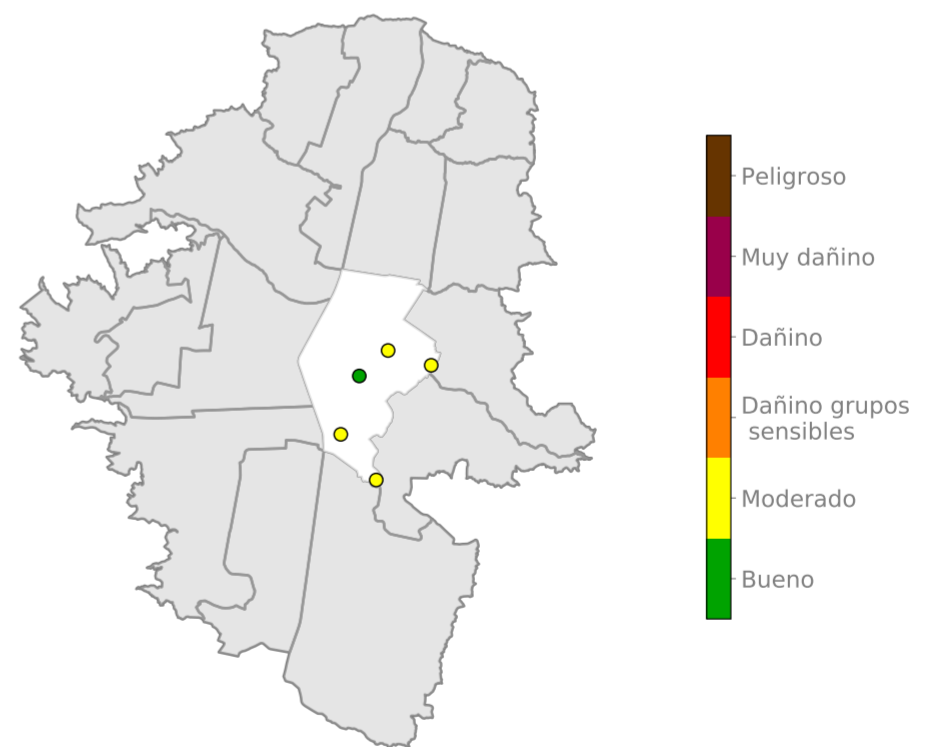 Peligroso
Muy dañino
Dañino
Dañino grupos
sensibles
Moderado
Bueno